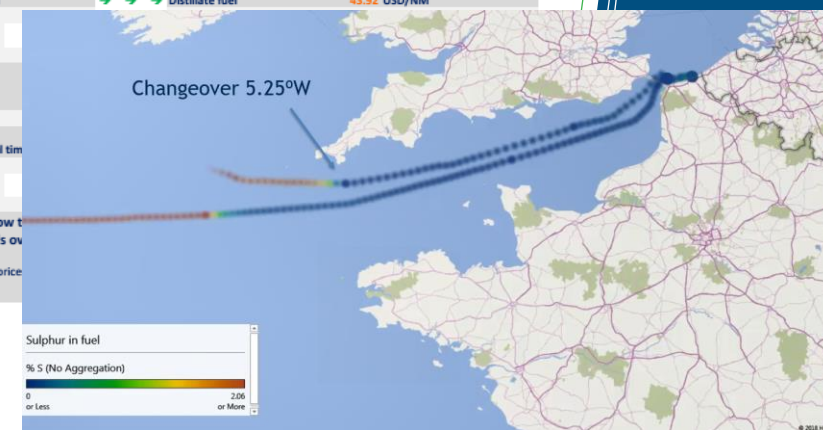 Distillate fuel
43.92 USD/NM
Changeover 5.25ºW
Sulphur in fuel
% S (No Aggregation)
0
or Less
2.06
or More